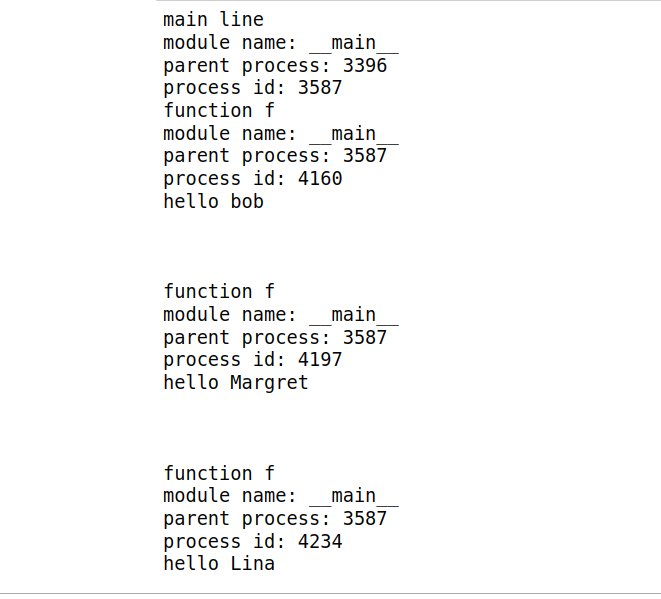 main line
module name: __main__
parent process: 3396
process id: 3587
function f
module name: __main__
parent process: 3587
process id: 4160
hello bob
function f
module name: __main__
parent process: 3587
process id: 4197
hello Margret
function f
module name: __main__
parent process: 3587
process id: 4234
hello Lina